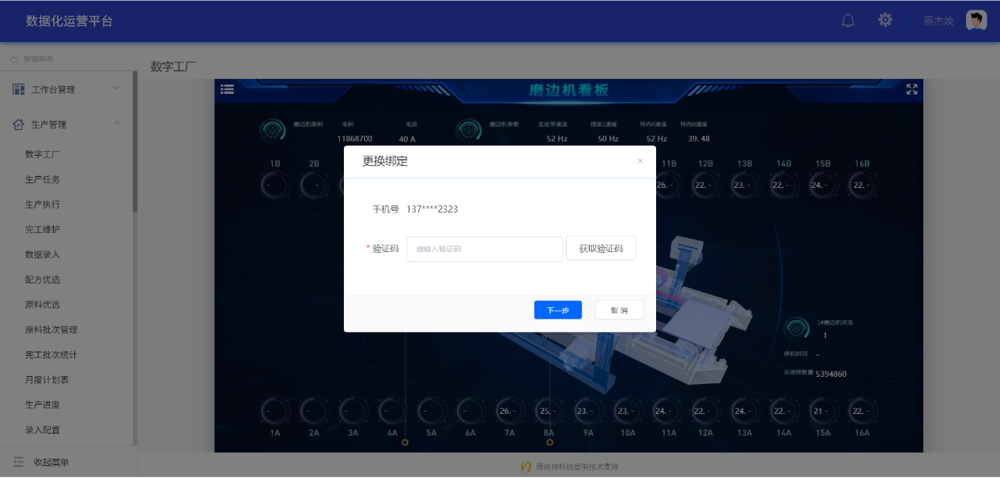 数据化运营平台
蔡杰焕
搜索菜单
数字工厂
工作台管理
生产管理
数字工厂
生产任务
生产执行
完工维护
数据录入
配方优选
原料优选
原料批次管理
完工批次统计
月度计划表
生产进度
录入配置
收起菜单
磨边机看板
磨边机能耗 电耗 电流 磨边机参数 主皮带速度 线架1速度 转向A速度 转向B速度
11868700 40 A 52 Hz 50 Hz 52 Hz 39. 48
1B 2B 11B 12B 13B 14B 15B 16B
- - 26. - 22. - 23. - 22. - 24. - 22. -
更换绑定 ×
手机号 137****2323
* 验证码 请输入验证码 获取验证码
下一步 取 消
1#磨边机状态
1
停机时间 -
总进砖数量 5394860
- - - - - - 26. - 25. - 23. - 23. - 24. - 22. - 24. - 22. - 21 - 22. -
1A 2A 3A 4A 5A 6A 7A 8A 9A 10A 11A 12A 13A 14A 15A 16A
博依特科技提供技术支持